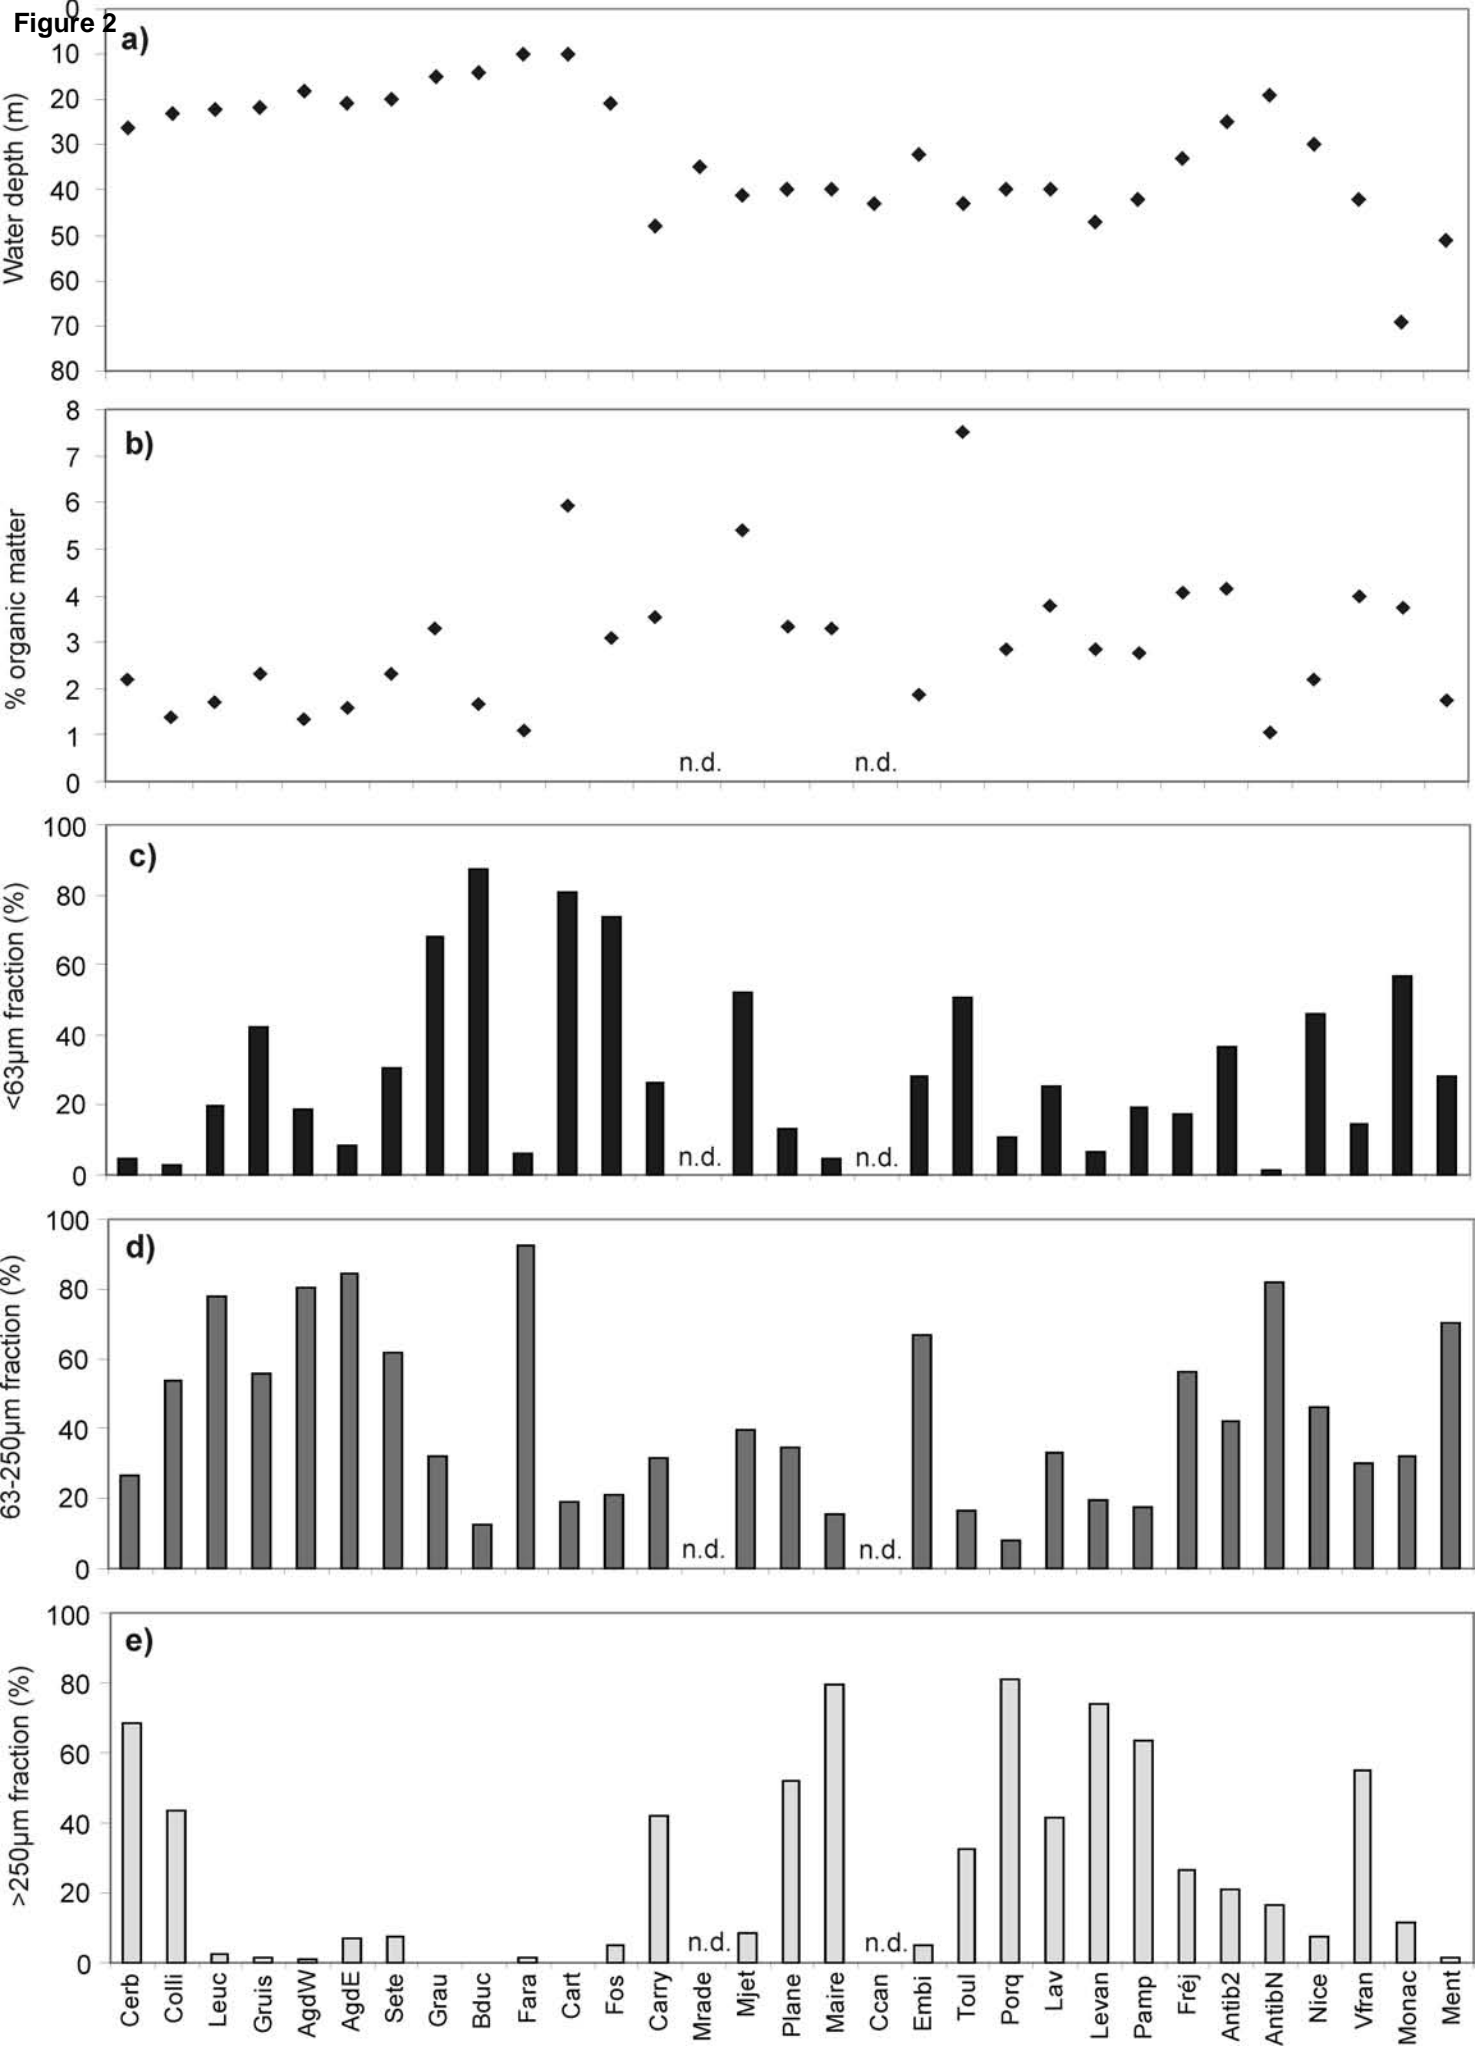 Figure 2
a)
Water depth (m)
0
10
20
30
40
50
60
70
80
b)
% organic matter
8
7
6
5
4
3
2
1
0
n.d.
n.d.
c)
<63µm fraction (%)
100
80
60
40
20
0
n.d.
n.d.
d)
63-250µm fraction (%)
100
80
60
40
20
0
n.d.
n.d.
e)
>250µm fraction (%)
100
80
60
40
20
0
n.d.
n.d.
Cerb
Colli
Leuc
Gruis
AgdW
AgdE
Sete
Grau
Bduc
Fara
Cart
Fos
Carry
Mrade
Mjet
Plane
Maire
Ccan
Embi
Toul
Porq
Lav
Levan
Pamp
Fréj
Antib2
AntibN
Nice
Vfran
Monac
Ment